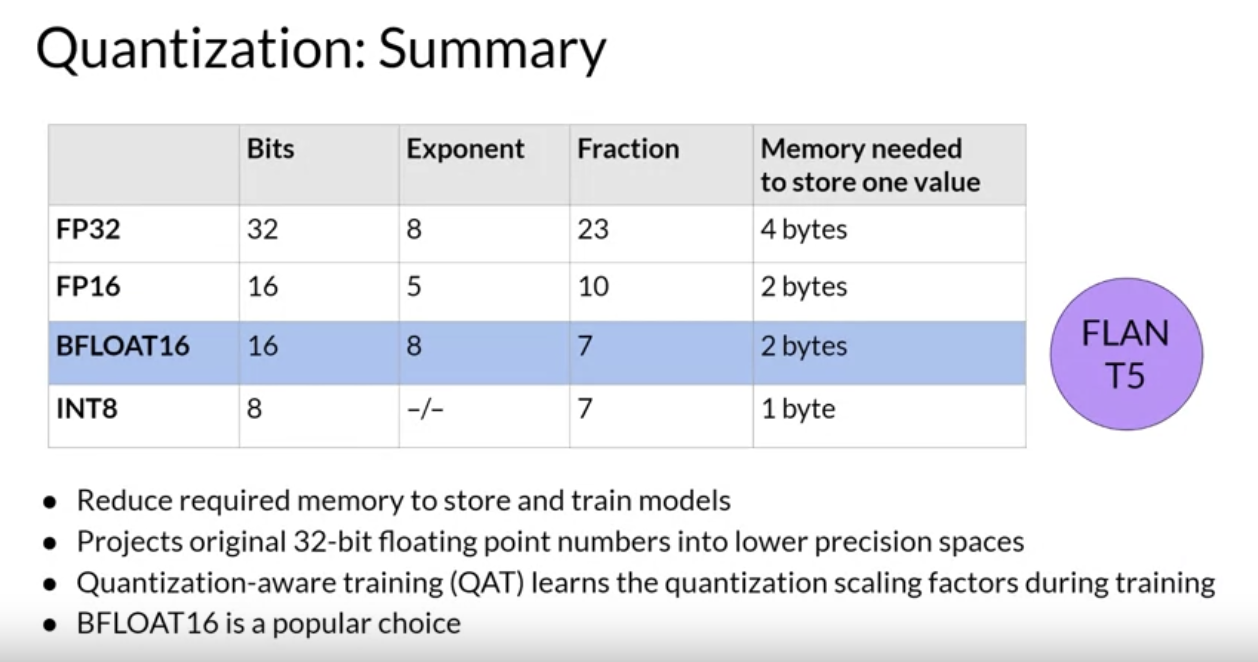 Quantization: Summary
Bits Exponent Fraction Memory needed
to store one value
FP32 32 8 23 4 bytes
FP16 16 5 10 2 bytes
BFLOAT16 16 8 7 2 bytes
INT8 8 –/– 7 1 byte
FLAN
T5
● Reduce required memory to store and train models
● Projects original 32-bit floating point numbers into lower precision spaces
● Quantization-aware training (QAT) learns the quantization scaling factors during training
● BFLOAT16 is a popular choice